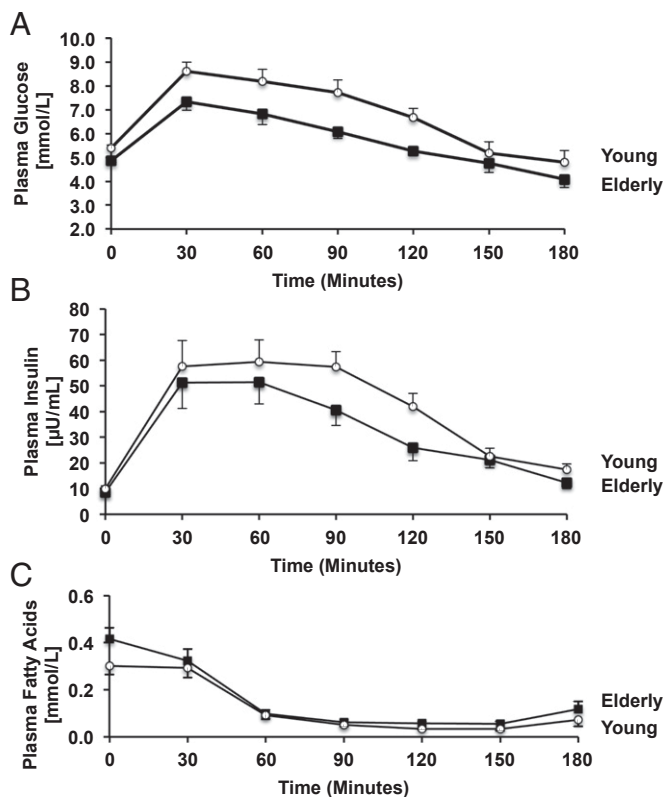 A
Plasma Glucose
[mmol/L]
10.0
9.0
8.0
7.0
6.0
5.0
4.0
3.0
2.0
0 30 60 90 120 150 180
Time (Minutes)
Young
Elderly
B
Plasma Insulin
[µU/mL]
80
70
60
50
40
30
20
10
0
0 30 60 90 120 150 180
Time (Minutes)
Young
Elderly
C
Plasma Fatty Acids
[mmol/L]
0.6
0.4
0.2
0.0
0 30 60 90 120 150 180
Time (Minutes)
Elderly
Young